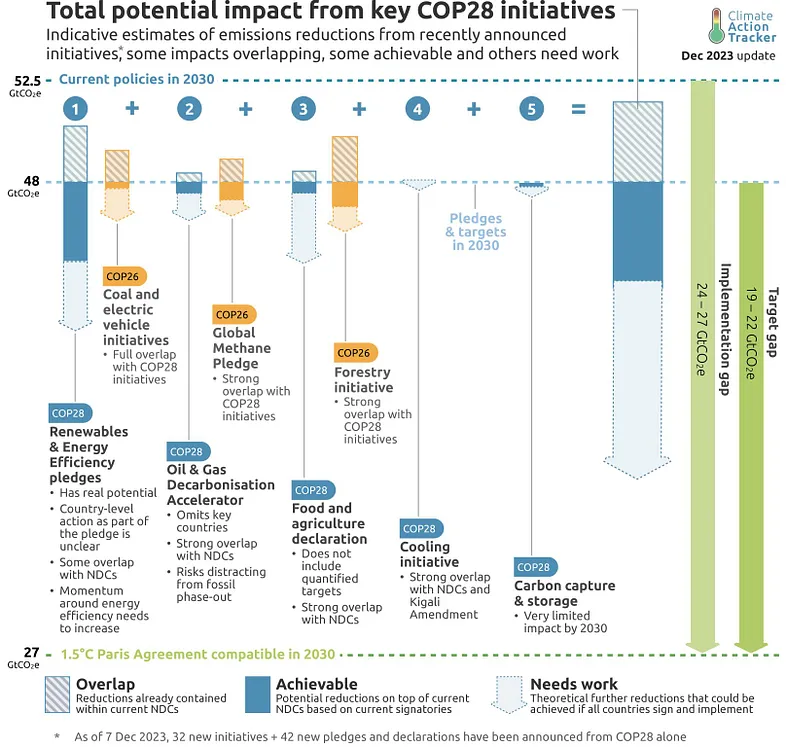 Total potential impact from key COP28 initiatives
Indicative estimates of emissions reductions from recently announced
initiatives,* some impacts overlapping, some achievable and others need work
Climate
Action
Tracker
Dec 2023 update
52.5
GtCO₂e
Current policies in 2030
1 + 2 + 3 + 4 + 5 =
48
GtCO₂e
Pledges
& targets
in 2030
COP26
Coal and
electric
vehicle
initiatives
• Full overlap
with COP28
initiatives
COP26
Global
Methane
Pledge
• Strong
overlap with
COP28
initiatives
COP26
Forestry
initiative
• Strong
overlap with
COP28
initiatives
COP28
Renewables
& Energy
Efficiency
pledges
• Has real potential
• Country-level
action as part of
the pledge is
unclear
• Some overlap
with NDCs
• Momentum
around energy
efficiency needs
to increase
COP28
Oil & Gas
Decarbonisation
Accelerator
• Omits key
countries
• Strong overlap
with NDCs
• Risks distracting
from fossil
phase-out
COP28
Food and
agriculture
declaration
• Does not
include
quantified
targets
• Strong overlap
with NDCs
COP28
Cooling
initiative
• Strong overlap
with NDCs and
Kigali
Amendment
COP28
Carbon capture
& storage
• Very limited
impact by 2030
24 – 27 GtCO₂e
Implementation gap
19 – 22 GtCO₂e
Target gap
27
GtCO₂e
1.5°C Paris Agreement compatible in 2030
Overlap
Reductions already contained
within current NDCs
Achievable
Potential reductions on top of current
NDCs based on current signatories
Needs work
Theoretical further reductions that could be
achieved if all countries sign and implement
* As of 7 Dec 2023, 32 new initiatives + 42 new pledges and declarations have been announced from COP28 alone